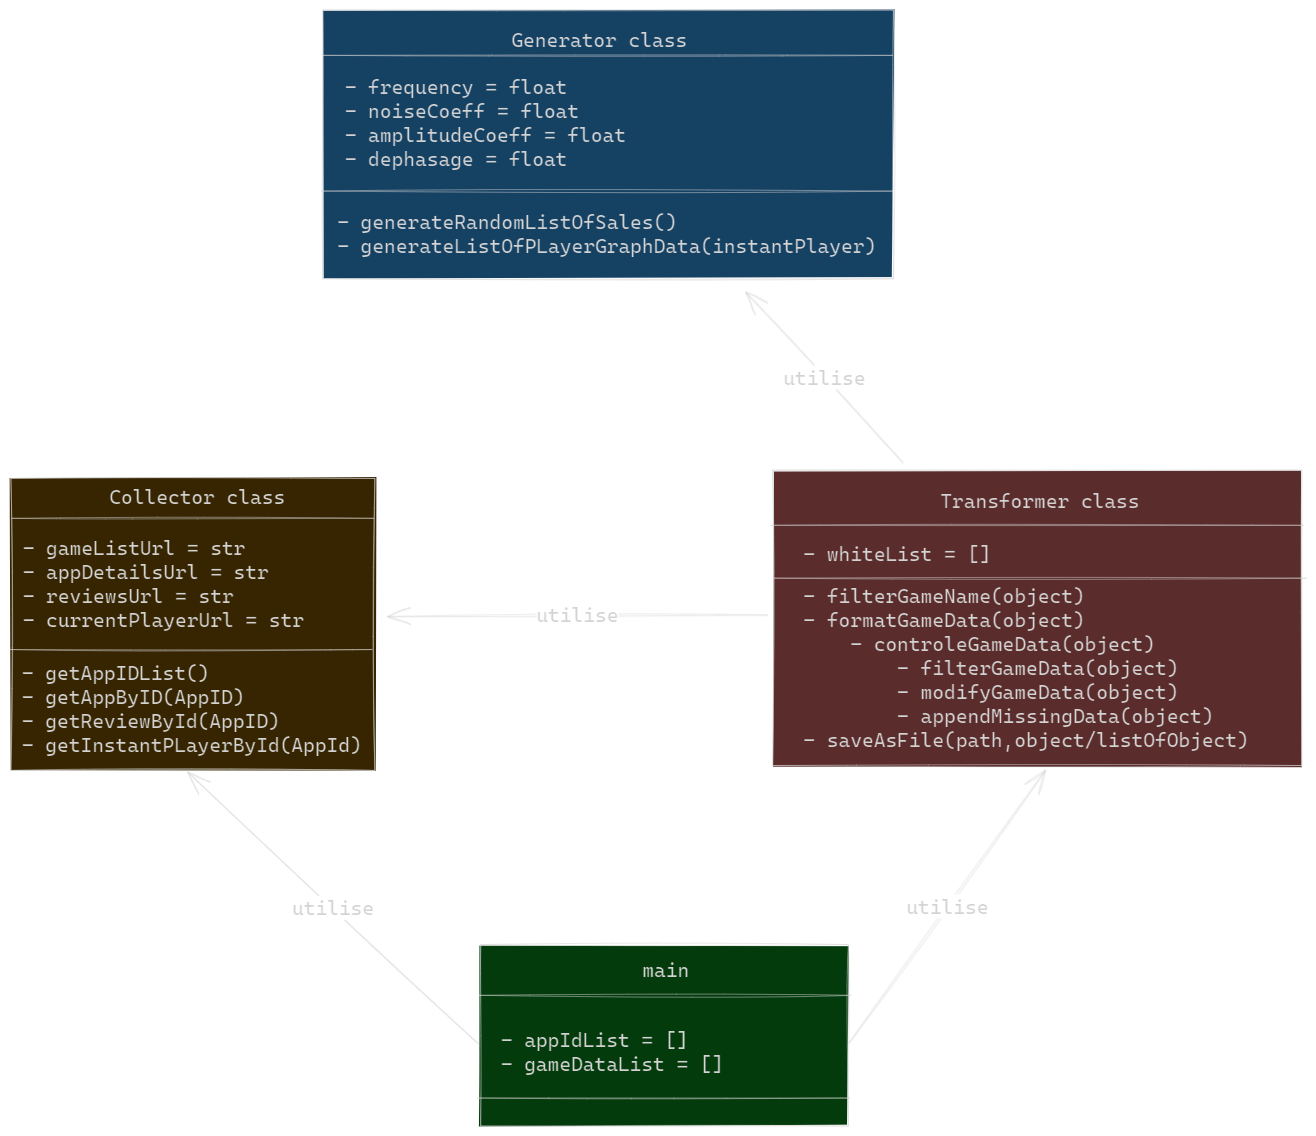 Generator class
- frequency = float
- noiseCoeff = float
- amplitudeCoeff = float
- dephasage = float
- generateRandomListOfSales()
- generateListOfPLayerGraphData(instantPlayer)
utilise
Collector class
- gameListUrl = str
- appDetailsUrl = str
- reviewsUrl = str
- currentPlayerUrl = str
- getAppIDList()
- getAppByID(AppID)
- getReviewById(AppID)
- getInstantPLayerById(AppId)
utilise
Transformer class
- whiteList = []
- filterGameName(object)
- formatGameData(object)
- controleGameData(object)
- filterGameData(object)
- modifyGameData(object)
- appendMissingData(object)
- saveAsFile(path,object/listOfObject)
utilise
utilise
main
- appIdList = []
- gameDataList = []